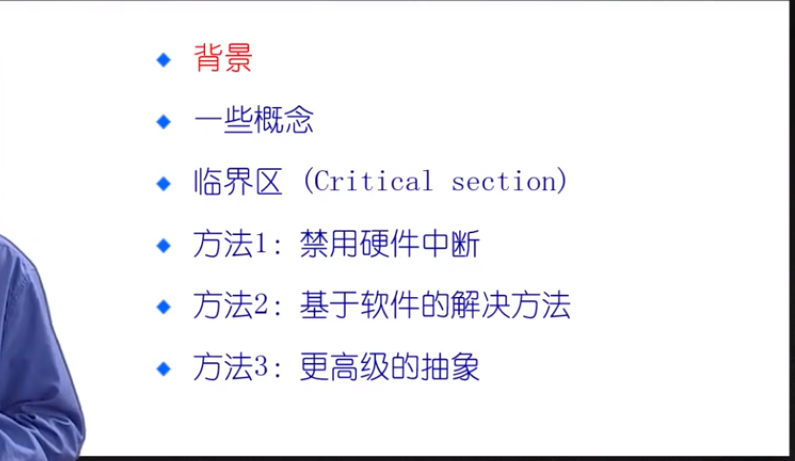 背景
一些概念
临界区 (Critical section)
方法1: 禁用硬件中断
方法2: 基于软件的解决方法
方法3: 更高级的抽象